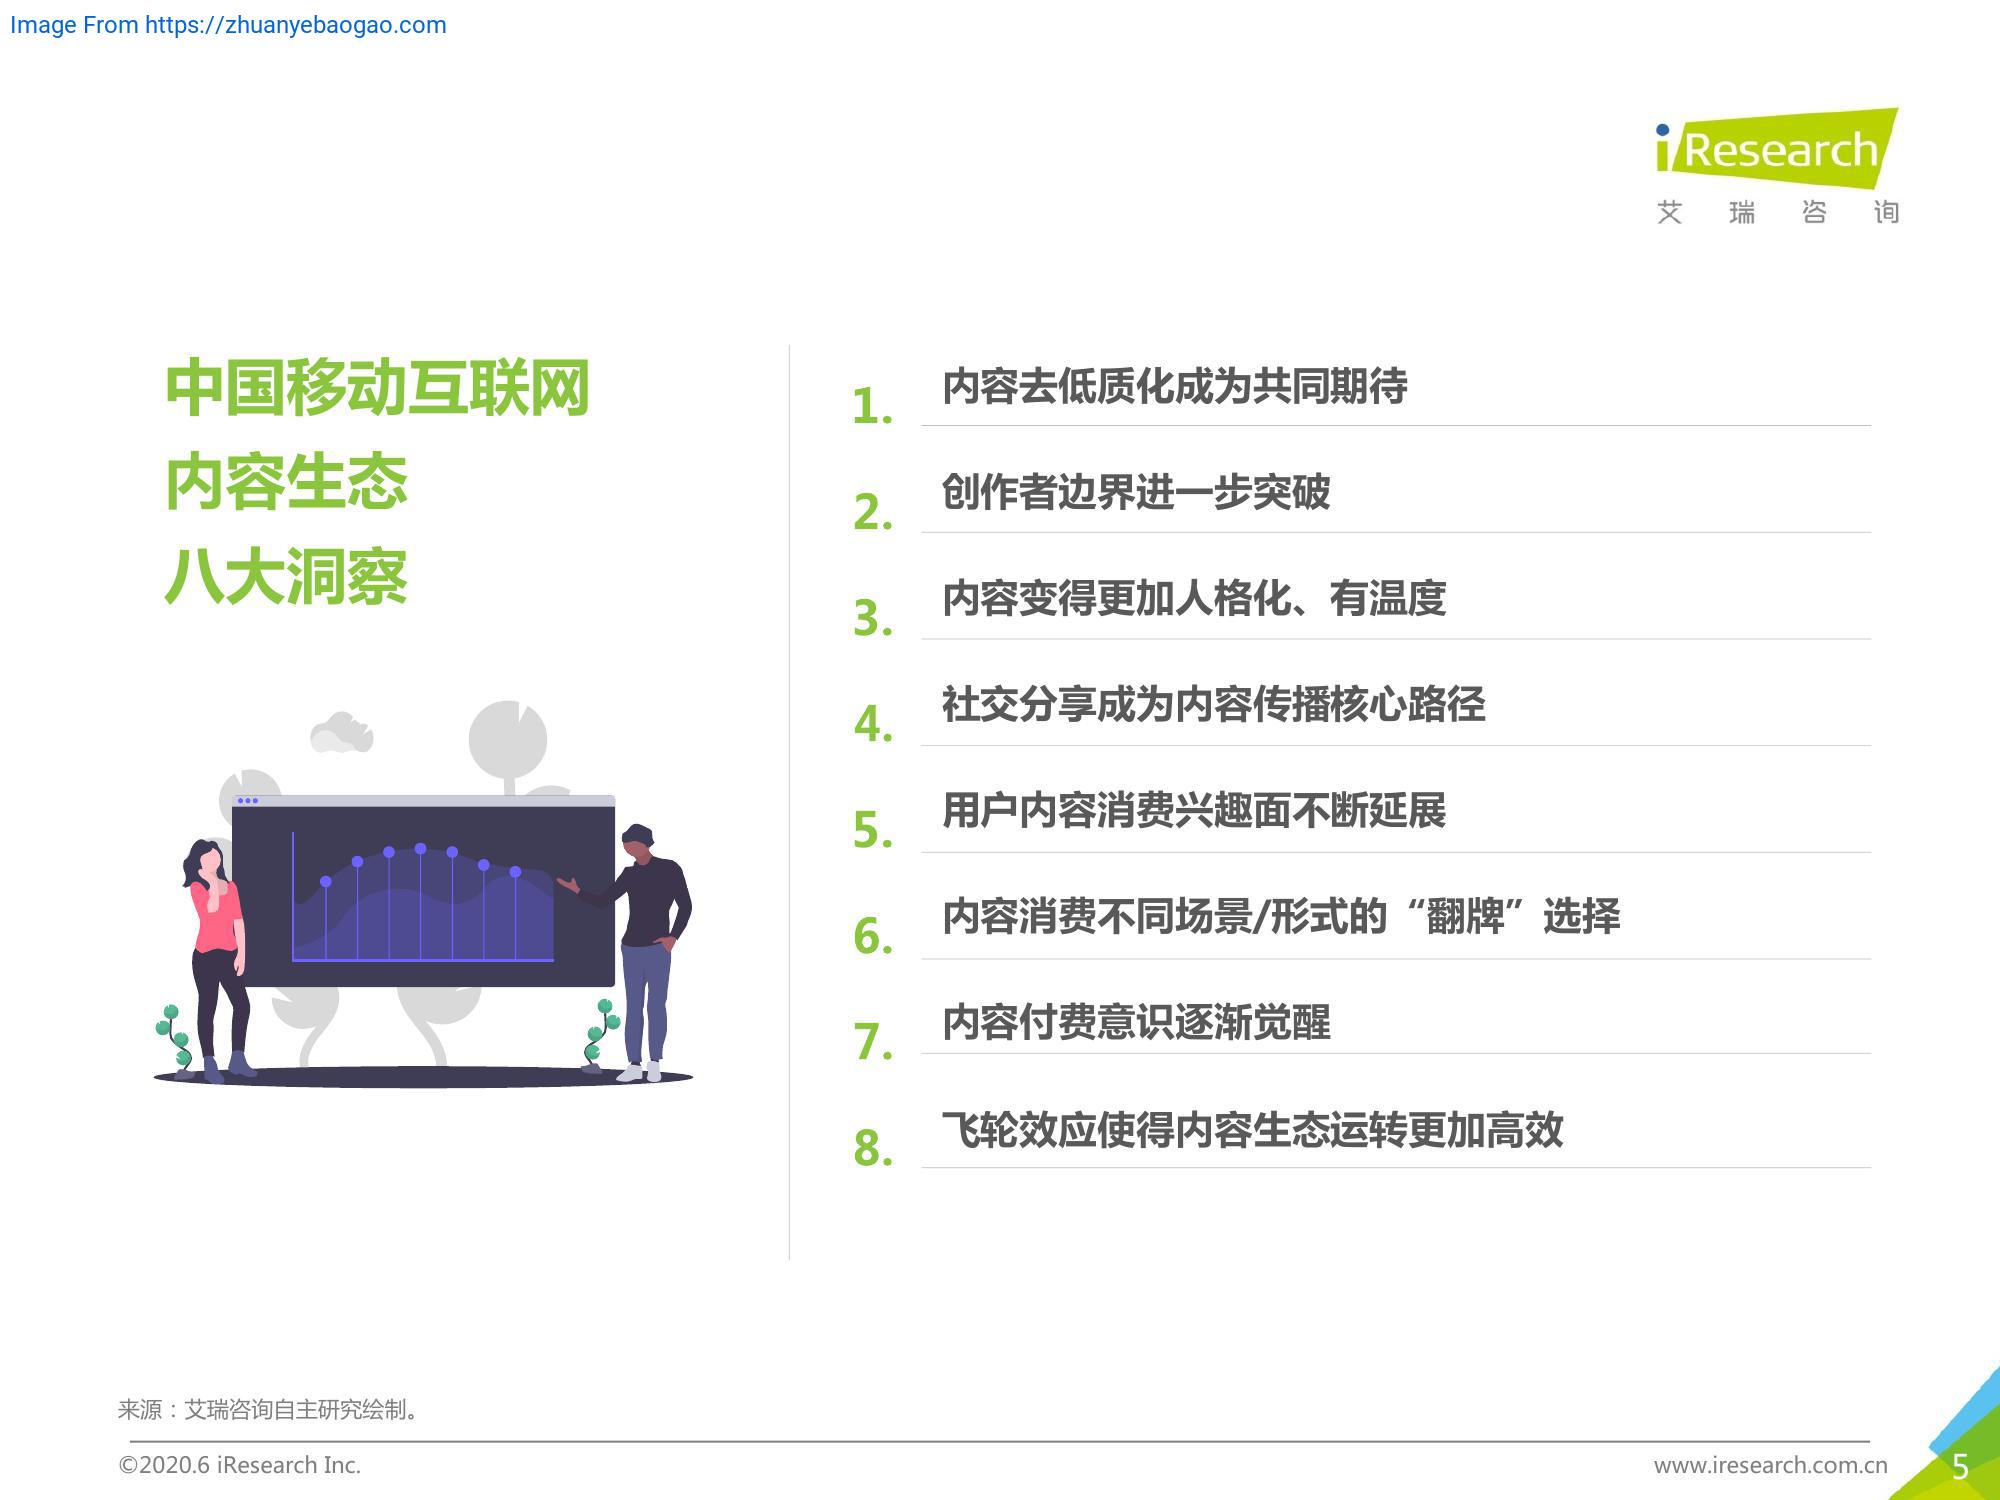 Image From https://zhuanyebaogao.com
iResearch
艾瑞咨询
中国移动互联网
内容生态
八大洞察
1. 内容去低质化成为共同期待
2. 创作者边界进一步突破
3. 内容变得更加人格化、有温度
4. 社交分享成为内容传播核心路径
5. 用户内容消费兴趣面不断延展
6. 内容消费不同场景/形式的“翻牌”选择
7. 内容付费意识逐渐觉醒
8. 飞轮效应使得内容生态运转更加高效
来源：艾瑞咨询自主研究绘制。
©2020.6 iResearch Inc.
www.iresearch.com.cn
5